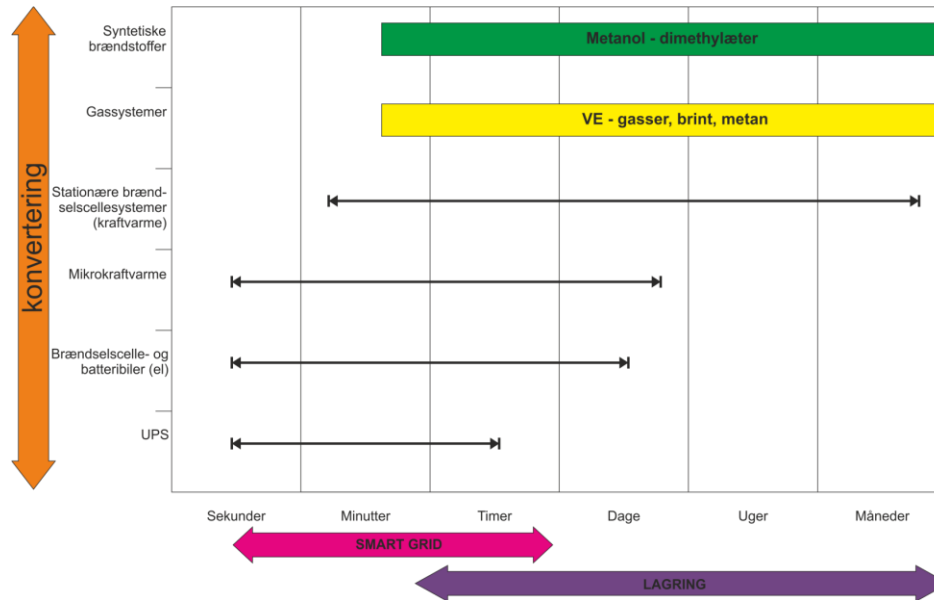 konvertering
Syntetiske
brændstoffer
Metanol - dimethylæter
Gassystemer
VE - gasser, brint, metan
Stationære brænd-
selscellesystemer
(kraftvarme)
Mikrokraftvarme
Brændselscelle- og
batteribiler (el)
UPS
Sekunder Minutter Timer Dage Uger Måneder
SMART GRID
LAGRING